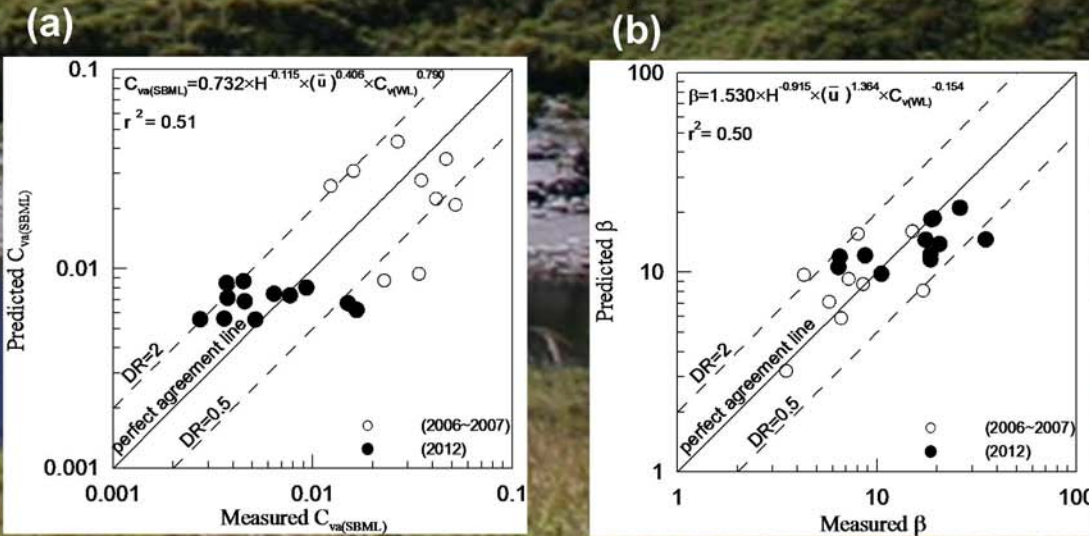 (a)
C_va(SBML)=0.732×H^-0.115×(ū)^0.406×C_v(WL)^0.790
r² = 0.51
0.1
0.01
0.001
Predicted C_va(SBML)
DR=2
perfect agreement line
DR=0.5
(2006~2007)
(2012)
0.001 0.01 0.1
Measured C_va(SBML)
(b)
β=1.530×H^-0.915×(ū)^1.364×C_v(WL)^-0.154
r²= 0.50
100
10
1
Predicted β
DR=2
perfect agreement line
DR=0.5
(2006~2007)
(2012)
1 10 100
Measured β